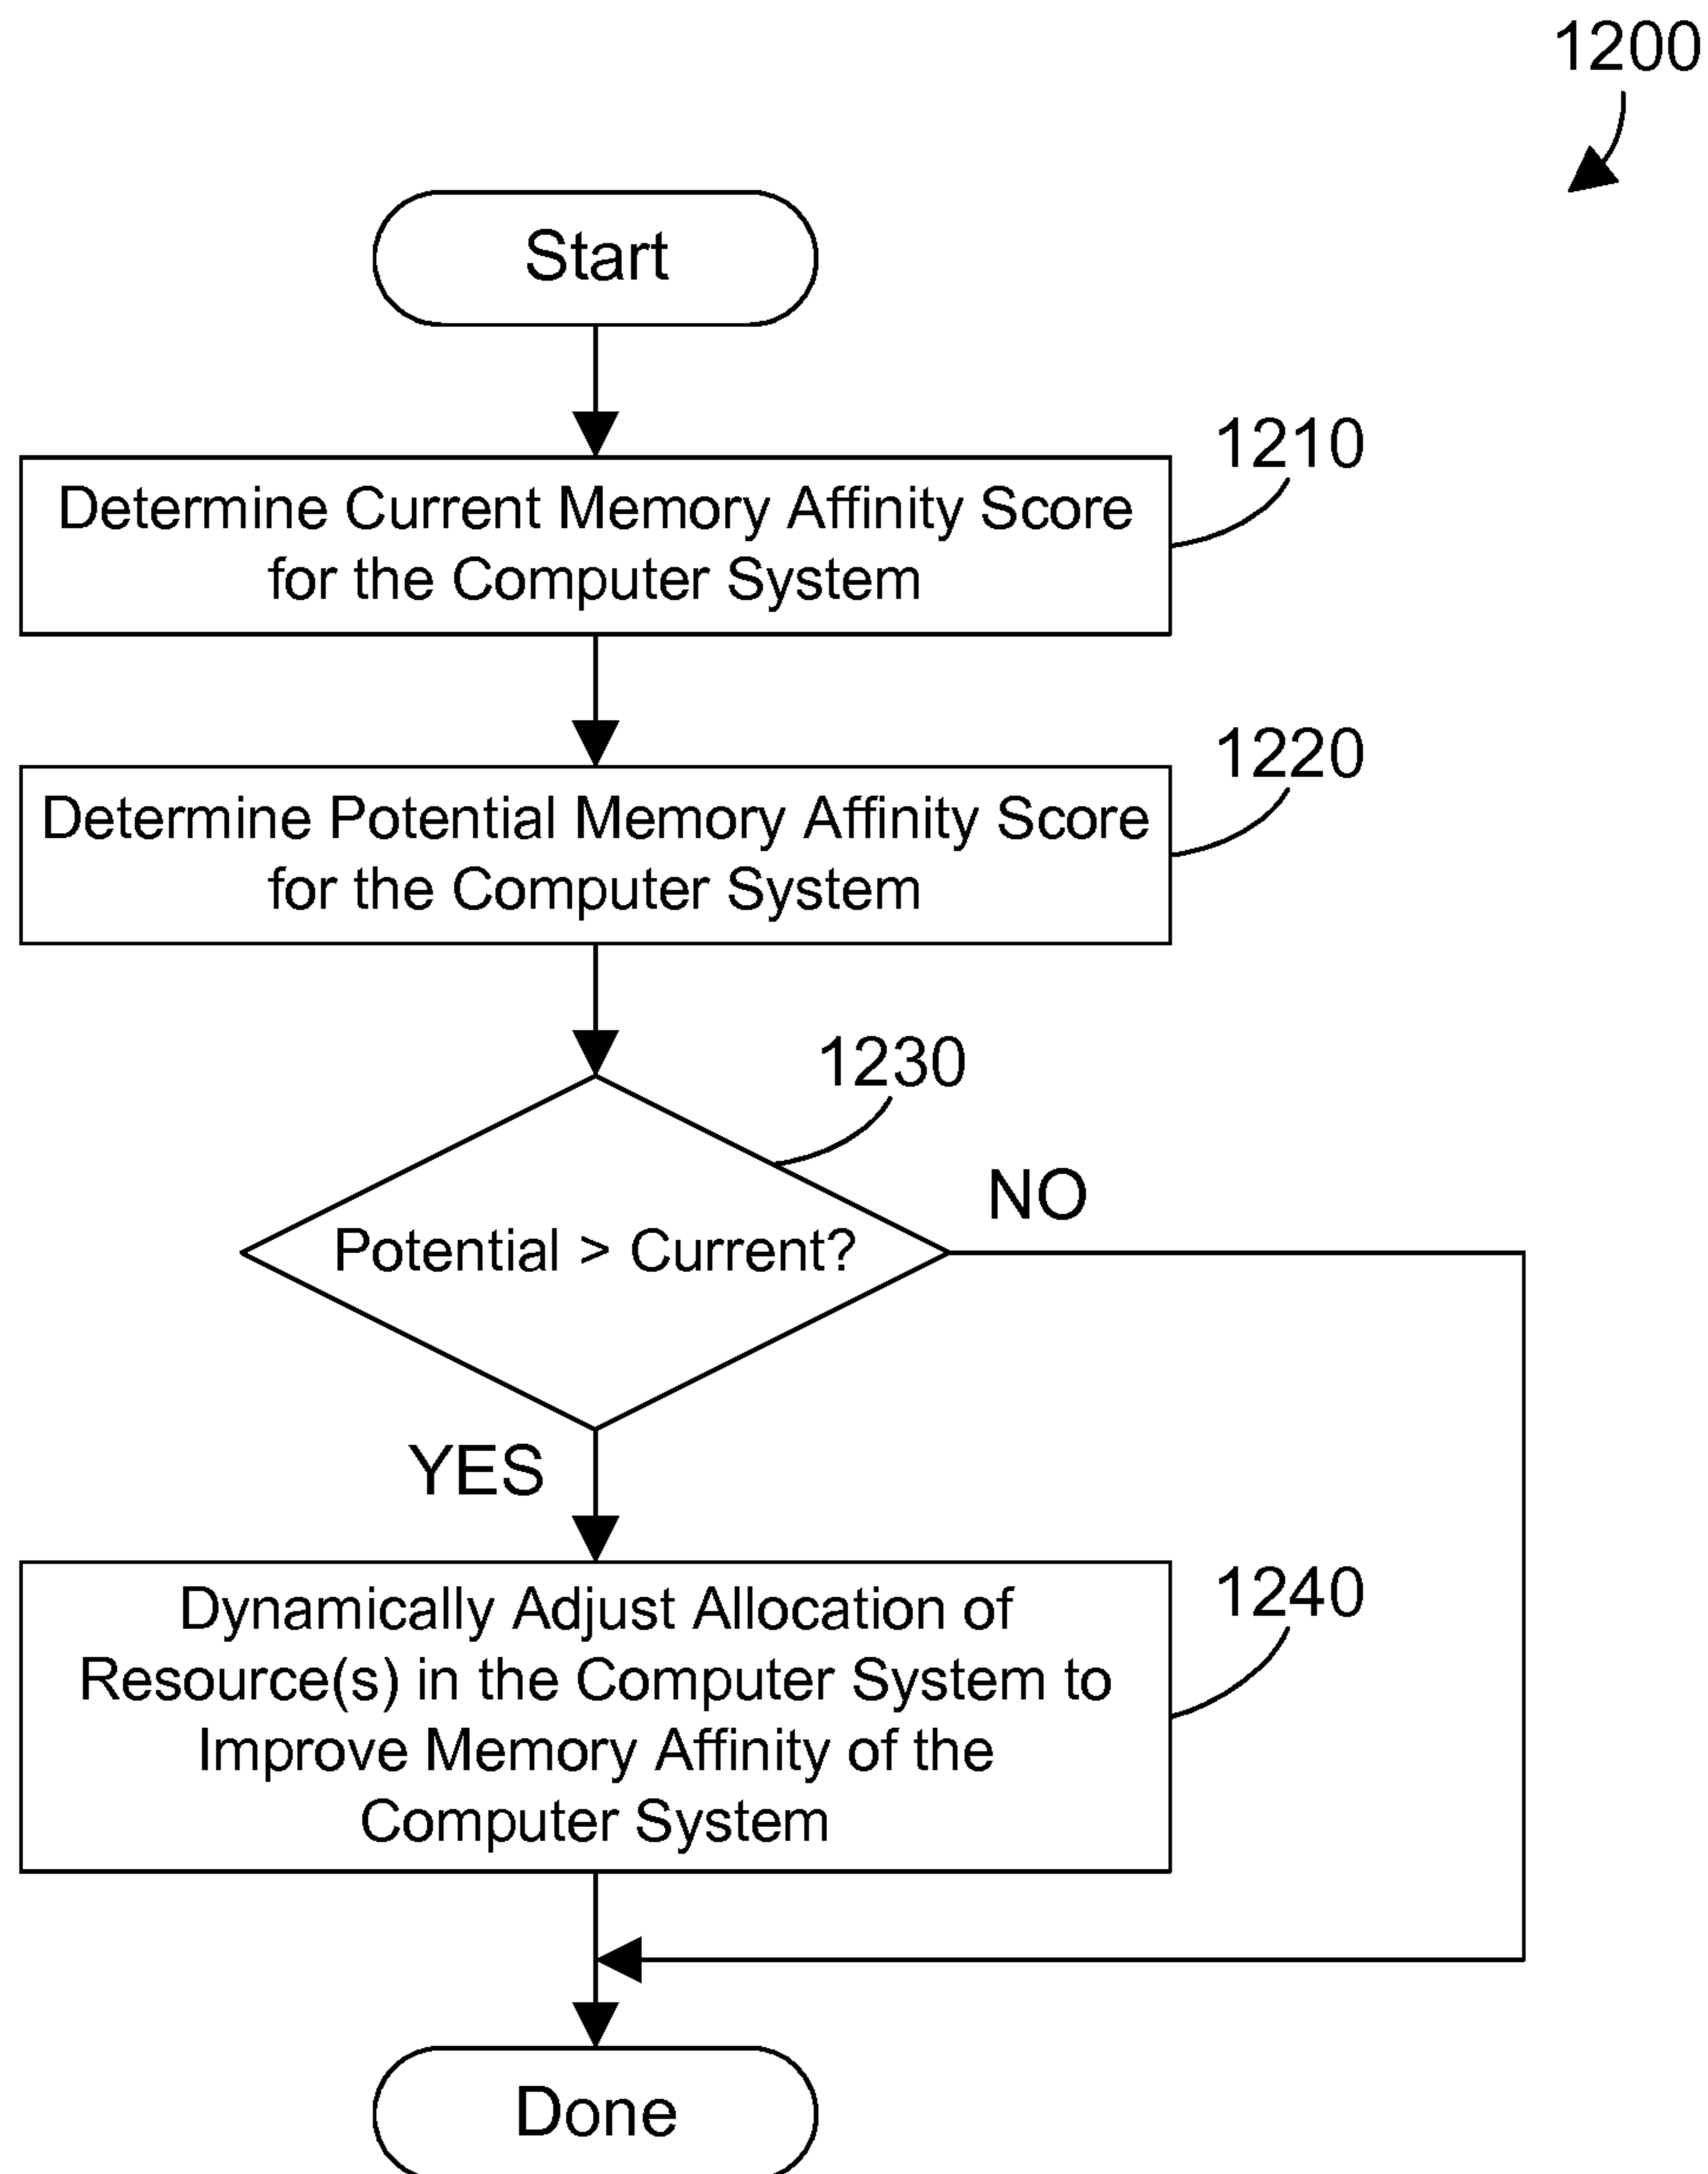 1200
Start
1210
Determine Current Memory Affinity Score
for the Computer System
1220
Determine Potential Memory Affinity Score
for the Computer System
1230
Potential > Current?
NO
YES
1240
Dynamically Adjust Allocation of
Resource(s) in the Computer System to
Improve Memory Affinity of the
Computer System
Done